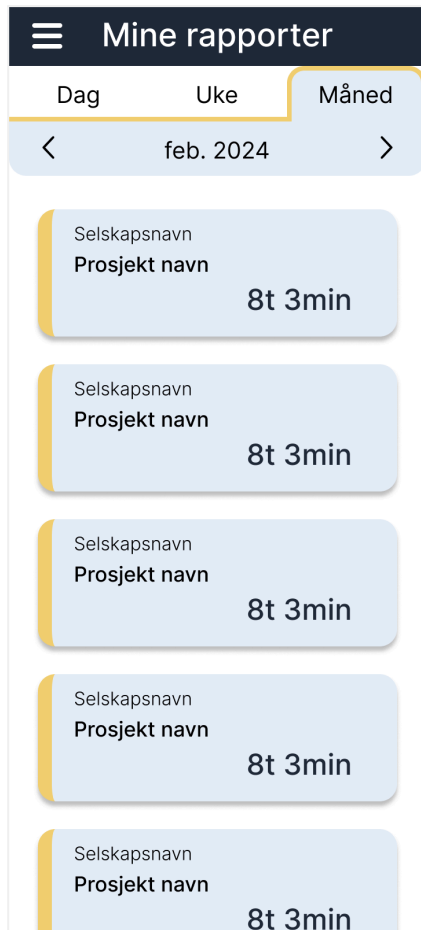 Mine rapporter
Dag Uke Måned
feb. 2024
Selskapsnavn
Prosjekt navn
8t 3min
Selskapsnavn
Prosjekt navn
8t 3min
Selskapsnavn
Prosjekt navn
8t 3min
Selskapsnavn
Prosjekt navn
8t 3min
Selskapsnavn
Prosjekt navn
8t 3min